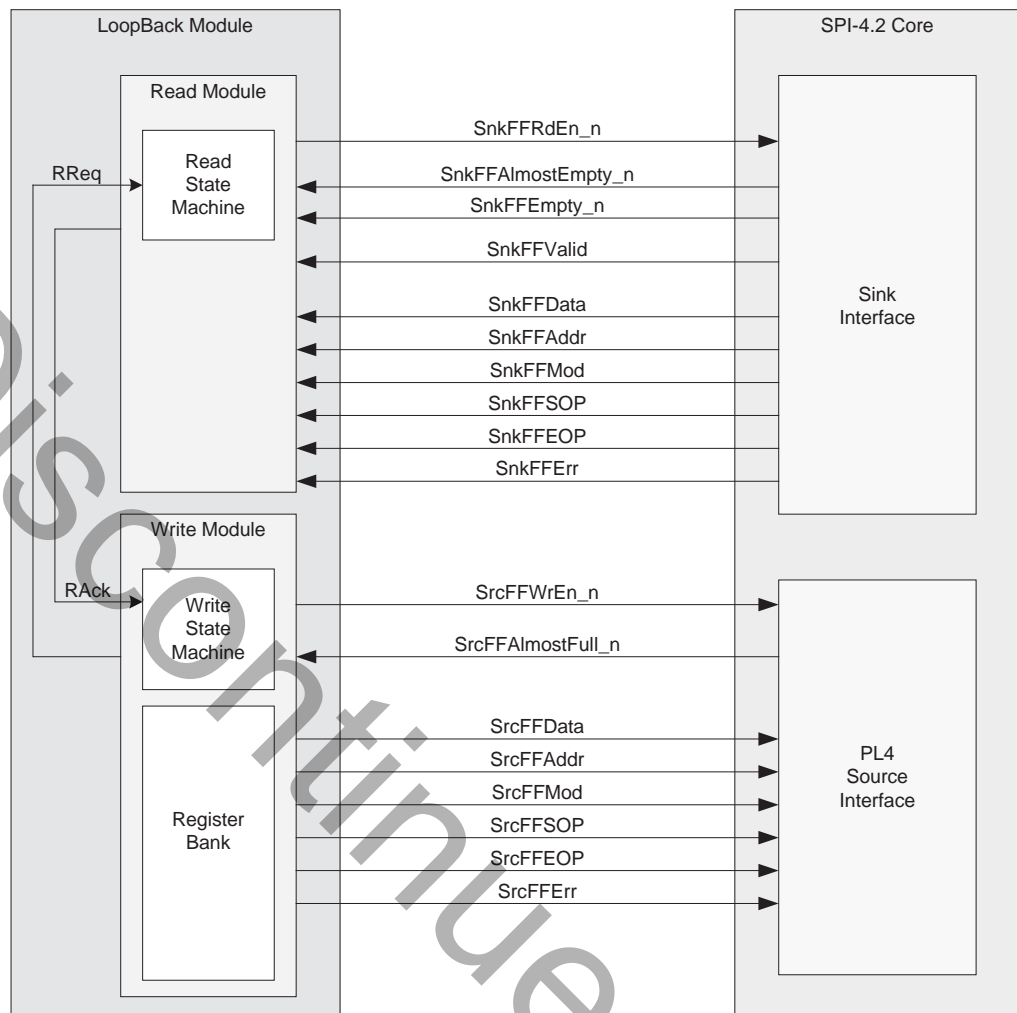 LoopBack Module
SPI-4.2 Core
Read Module
Read
State
Machine
RReq
SnkFFRdEn_n
SnkFFAlmostEmpty_n
SnkFFEmpty_n
SnkFFValid
SnkFFData
SnkFFAddr
SnkFFMod
SnkFFSOP
SnkFFEOP
SnkFFErr
Sink
Interface
Write Module
RAck
Write
State
Machine
SrcFFWrEn_n
SrcFFAlmostFull_n
Register
Bank
SrcFFData
SrcFFAddr
SrcFFMod
SrcFFSOP
SrcFFEOP
SrcFFErr
PL4
Source
Interface
Discontinue